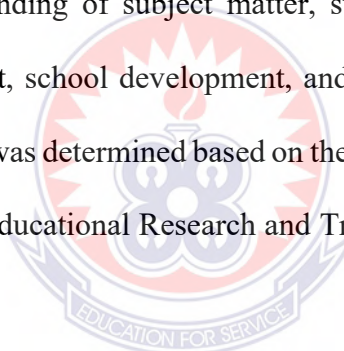 nding of subject matter, s
t, school development, and
was determined based on the
ducational Research and Tr
EDUCATION FOR SERVICE